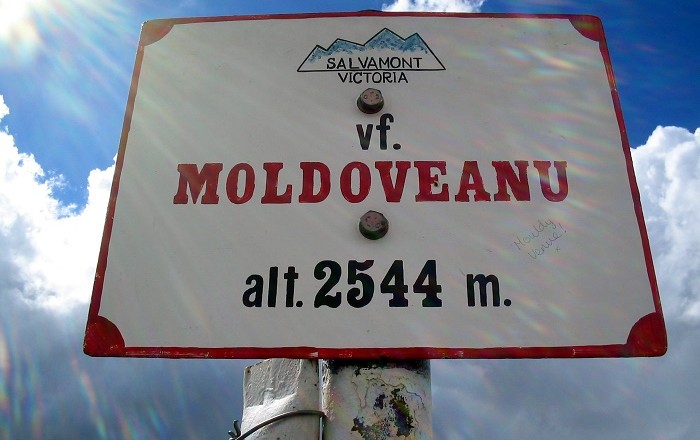 SALVAMONT
VICTORIA
vf.
MOLDOVEANU
alt. 2544 m.